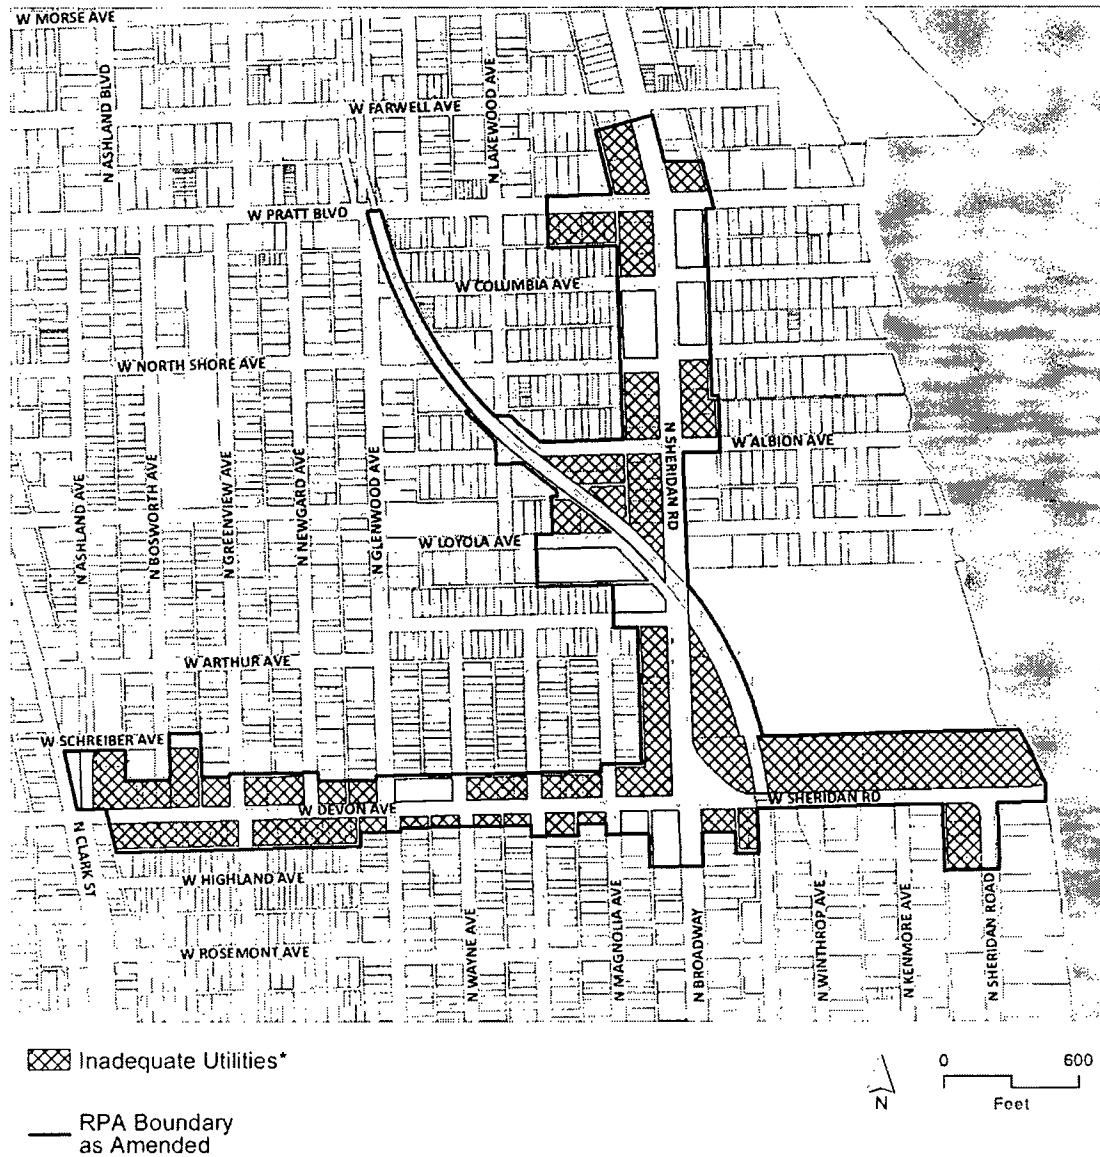 W MORSE AVE
N ASHLAND BLVD
N LAKEWOOD AVE
W FARWELL AVE
W PRATT BLVD
W COLUMBIA AVE
W NORTH SHORE AVE
N SHERIDAN RD
W ALBION AVE
N ASHLAND AVE
N BOSWORTH AVE
N GREENVIEW AVE
N NEWGARD AVE
N GLENWOOD AVE
W LOYOLA AVE
W ARTHUR AVE
W SCHREIBER AVE
W DEVON AVE
W SHERIDAN RD
N CLARK ST
W HIGHLAND AVE
W ROSEMONT AVE
N WAYNE AVE
N MAGNOLIA AVE
N BROADWAY
N WINTHROP AVE
N KENMORE AVE
N SHERIDAN ROAD
Inadequate Utilities*
RPA Boundary
as Amended
N
0 600
Feet